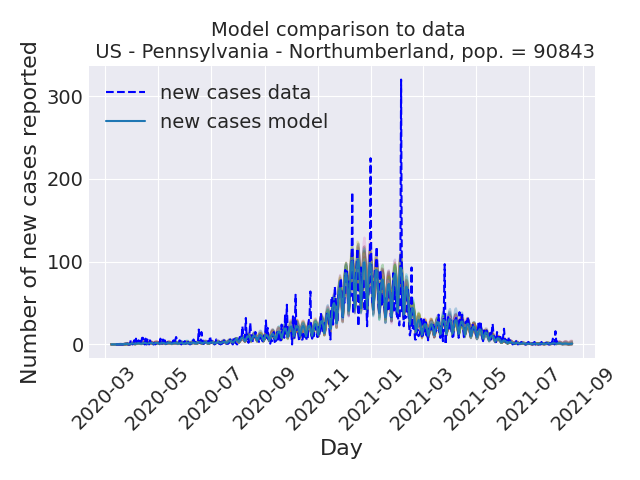 Model comparison to data
US - Pennsylvania - Northumberland, pop. = 90843
Number of new cases reported
new cases data
new cases model
300
200
100
0
2020-03
2020-05
2020-07
2020-09
2020-11
2021-01
2021-03
2021-05
2021-07
2021-09
Day